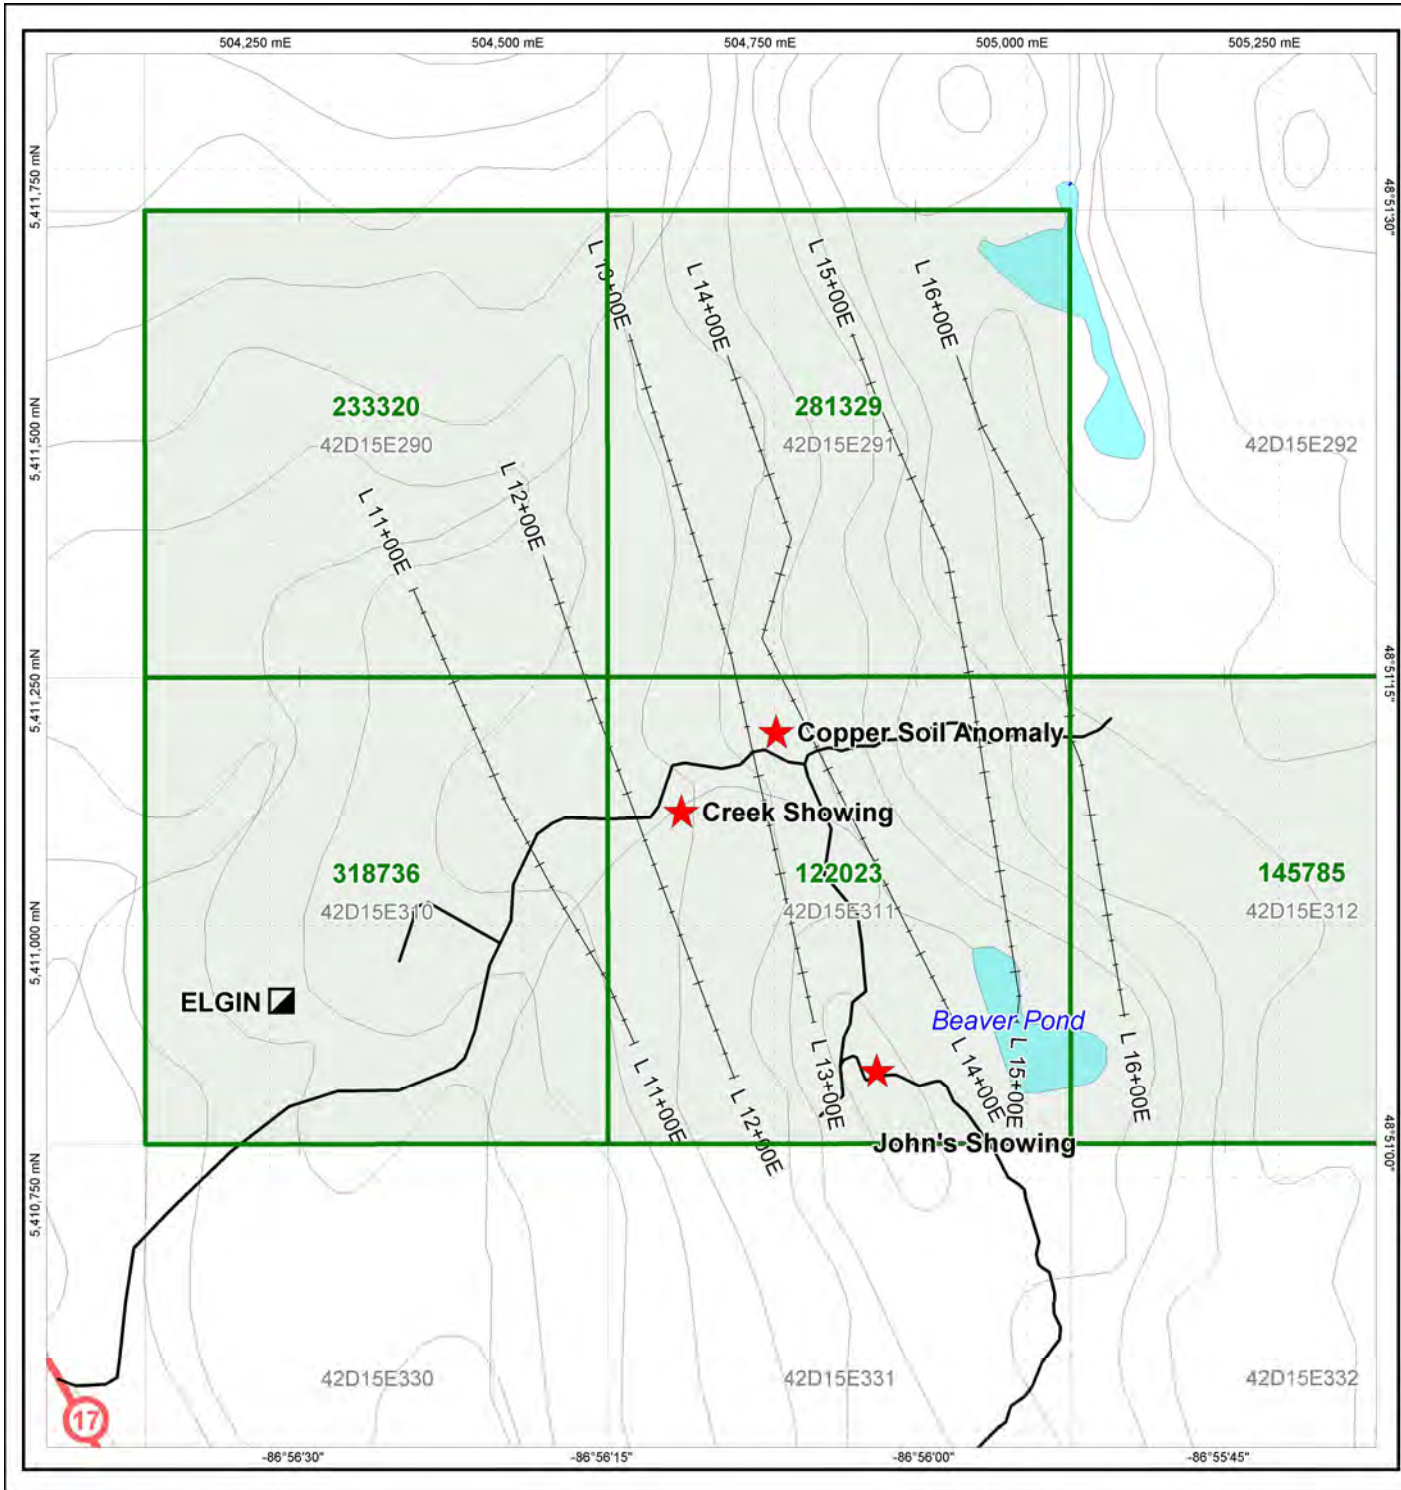 504,250 mE
504,500 mE
504,750 mE
505,000 mE
505,250 mE
5,411,750 mN
48°51'30"
L 13+00E
L 14+00E
L 15+00E
L 16+00E
233320
42D15E290
281329
42D15E291
42D15E292
5,411,500 mN
L 11+00E
L 12+00E
5,411,250 mN
48°51'15"
Copper Soil Anomaly
Creek Showing
318736
42D15E310
122023
42D15E311
145785
42D15E312
5,411,000 mN
ELGIN
Beaver Pond
L 11+00E
L 12+00E
L 13+00E
L 14+00E
L 15+00E
L 16+00E
John's Showing
48°51'00"
5,410,750 mN
42D15E330
42D15E331
42D15E332
17
-86°56'30"
-86°56'15"
-86°56'00"
-86°55'45"